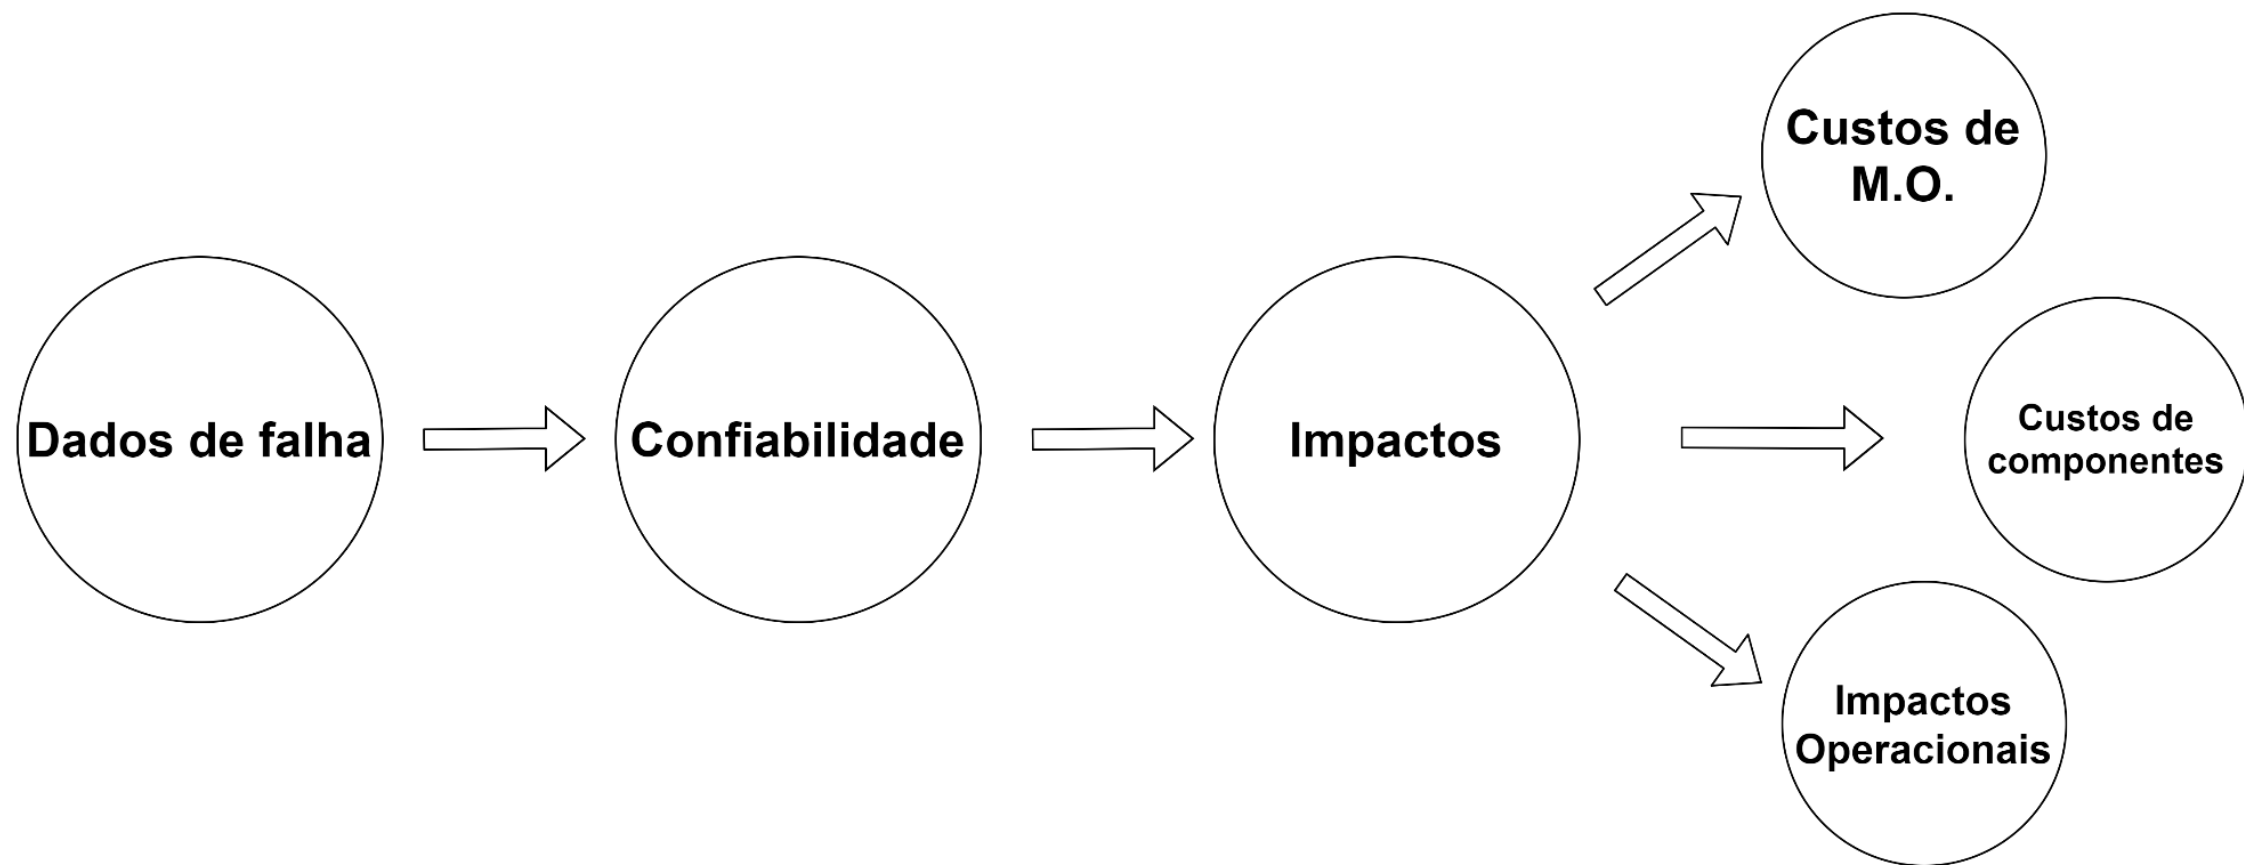 Dados de falha
Confiabilidade
Impactos
Custos de
M.O.
Custos de
componentes
Impactos
Operacionais